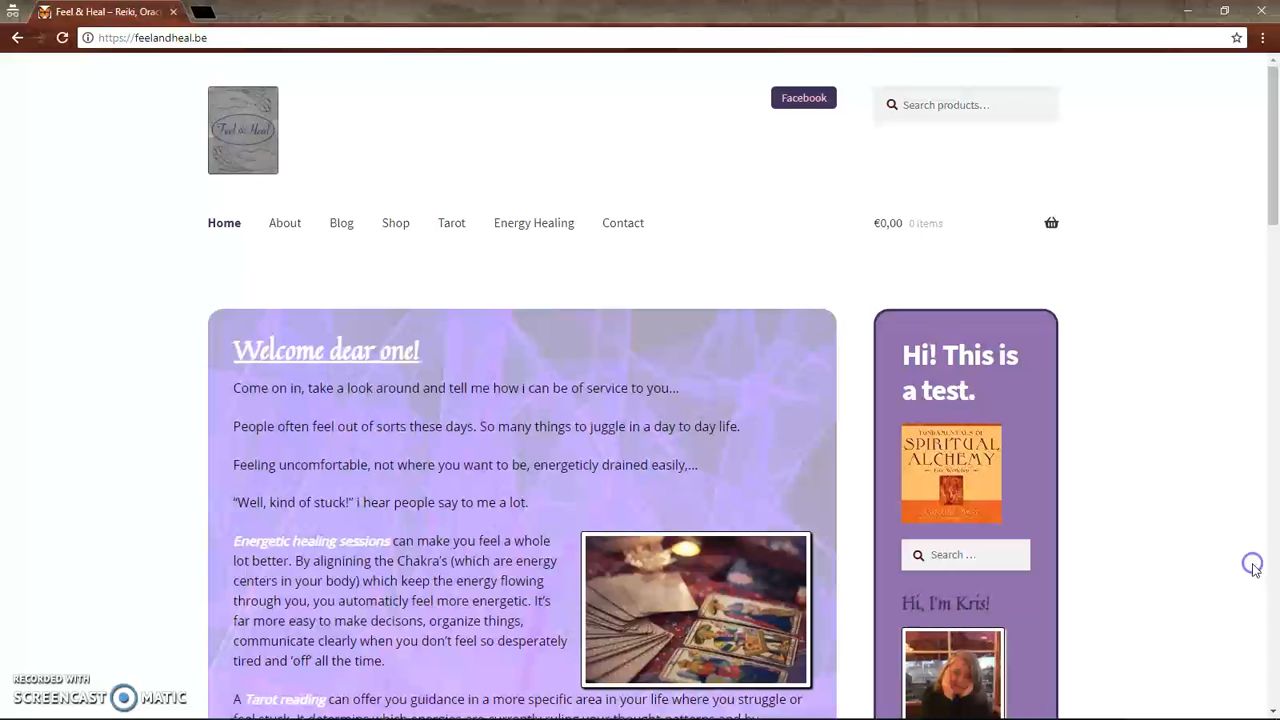 Feel & Heal – Reiki, Orac
https://feelandheal.be
Feel & Heal
Facebook
Search products…
Home About Blog Shop Tarot Energy Healing Contact
€0,00 0 items
Welcome dear one!
Come on in, take a look around and tell me how i can be of service to you…
People often feel out of sorts these days. So many things to juggle in a day to day life.
Feeling uncomfortable, not where you want to be, energeticly drained easily,…
“Well, kind of stuck!” i hear people say to me a lot.
Energetic healing sessions can make you feel a whole
lot better. By alignining the Chakra’s (which are energy
centers in your body) which keep the energy flowing
through you, you automaticly feel more energetic. It’s
far more easy to make decisons, organize things,
communicate clearly when you don’t feel so desperately
tired and ‘off’ all the time.
A Tarot reading can offer you guidance in a more specific area in your life where you struggle or
Hi! This is
a test.
FUNDAMENTALS OF
SPIRITUAL
ALCHEMY
Search …
Hi, I'm Kris!
RECORDED WITH
SCREENCAST MATIC